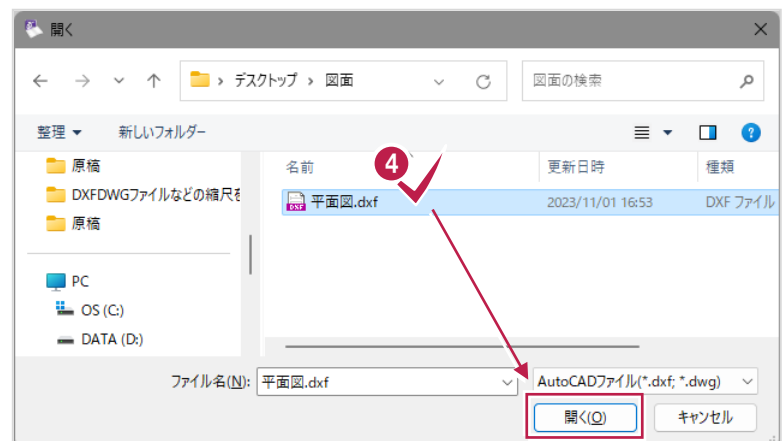 開く
デスクトップ › 図面
図面の検索
整理 新しいフォルダー
原稿
DXFDWGファイルなどの縮尺を
原稿
PC
OS (C:)
DATA (D:)
名前 更新日時 種類
4
DXF 平面図.dxf 2023/11/01 16:53 DXF ファイル
ファイル名(N): 平面図.dxf AutoCADファイル(*.dxf; *.dwg)
開く(O) キャンセル